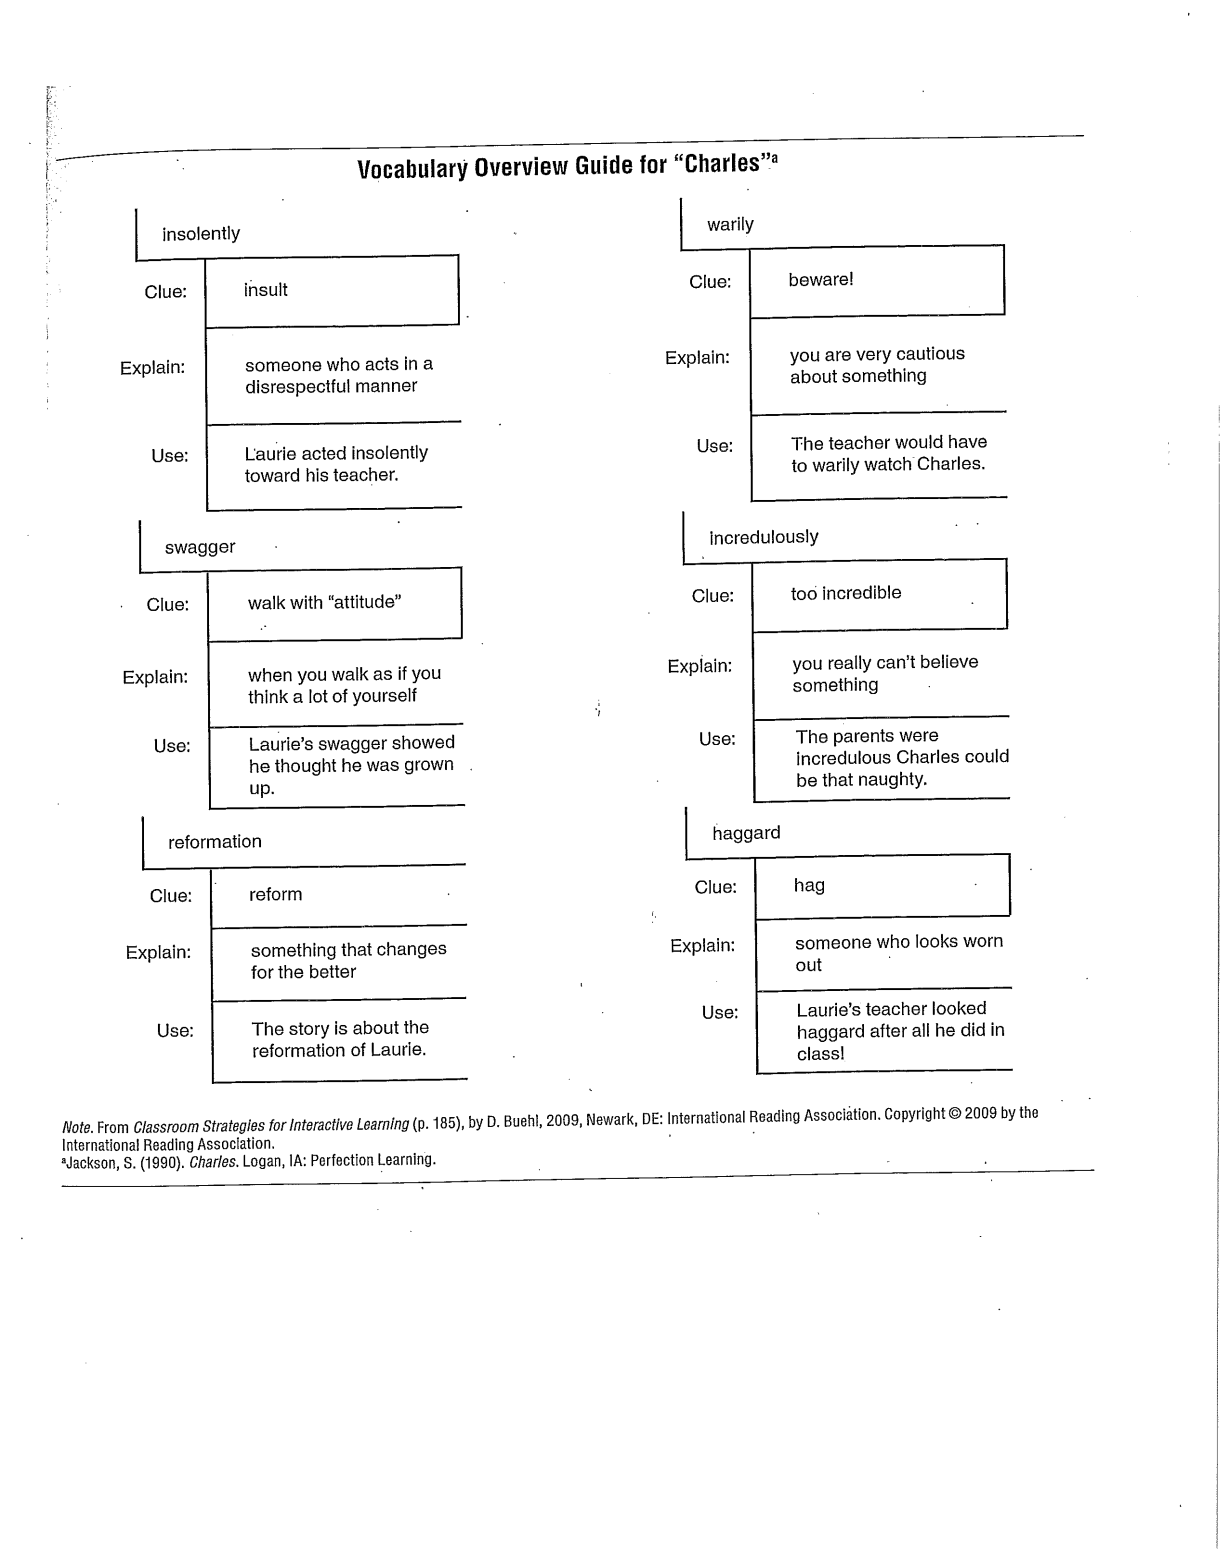 Vocabulary Overview Guide for "Charles"ª
insolently
Clue:
insult
Explain:
someone who acts in a
disrespectful manner
Use:
Laurie acted insolently
toward his teacher.
swagger
Clue:
walk with "attitude"
Explain:
when you walk as if you
think a lot of yourself
Use:
Laurie's swagger showed
he thought he was grown
up.
reformation
Clue:
reform
Explain:
something that changes
for the better
Use:
The story is about the
reformation of Laurie.
warily
Clue:
beware!
Explain:
you are very cautious
about something
Use:
The teacher would have
to warily watch Charles.
incredulously
Clue:
too incredible
Explain:
you really can't believe
something
Use:
The parents were
incredulous Charles could
be that naughty.
haggard
Clue:
hag
Explain:
someone who looks worn
out
Use:
Laurie's teacher looked
haggard after all he did in
class!
Note. From Classroom Strategies for Interactive Learning (p. 185), by D. Buehl, 2009, Newark, DE: International Reading Association. Copyright © 2009 by the
International Reading Association.
ªJackson, S. (1990). Charles. Logan, IA: Perfection Learning.